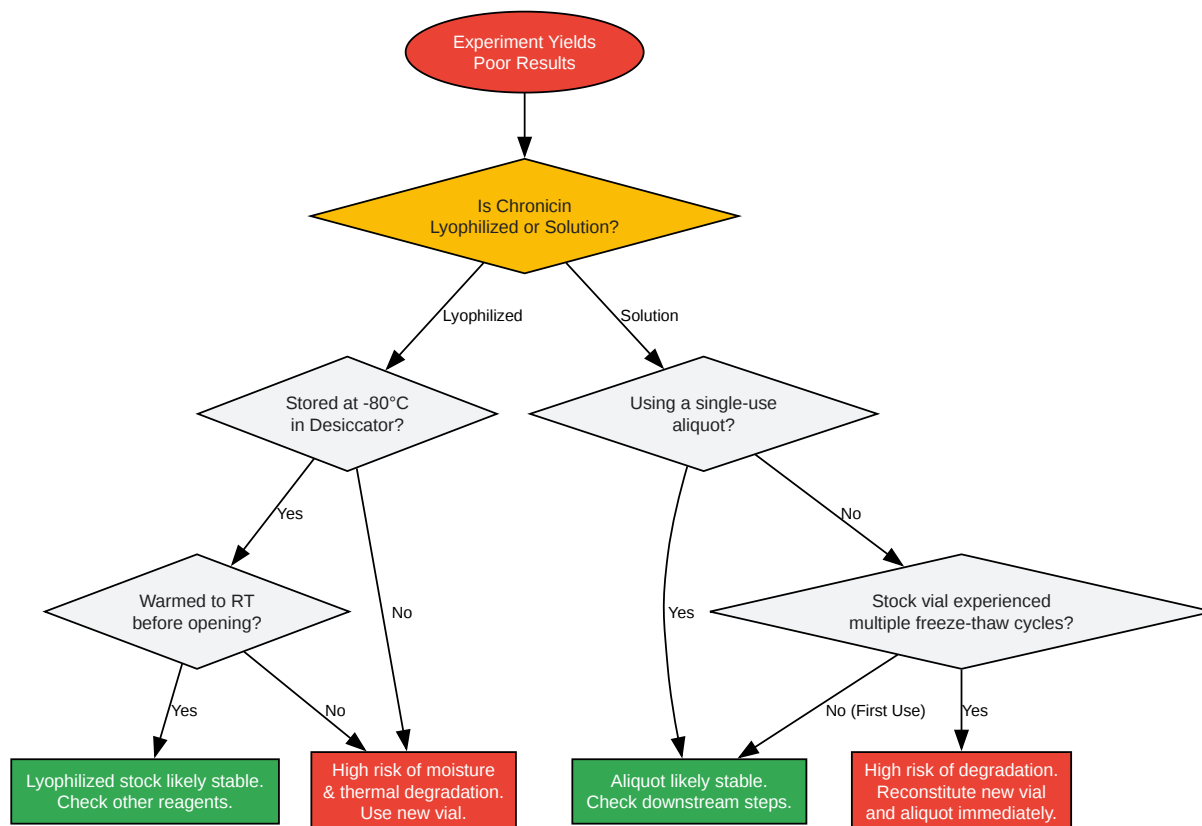 Experiment Yields
Poor Results
Is Chronicin
Lyophilized or Solution?
Lyophilized
Solution
Stored at -80°C
in Desiccator?
Using a single-use
aliquot?
Yes
No
Warmed to RT
before opening?
No
Yes
Stock vial experienced
multiple freeze-thaw cycles?
Yes
No
No (First Use)
Yes
Lyophilized stock likely stable.
Check other reagents.
High risk of moisture
& thermal degradation.
Use new vial.
Aliquot likely stable.
Check downstream steps.
High risk of degradation.
Reconstitute new vial
and aliquot immediately.